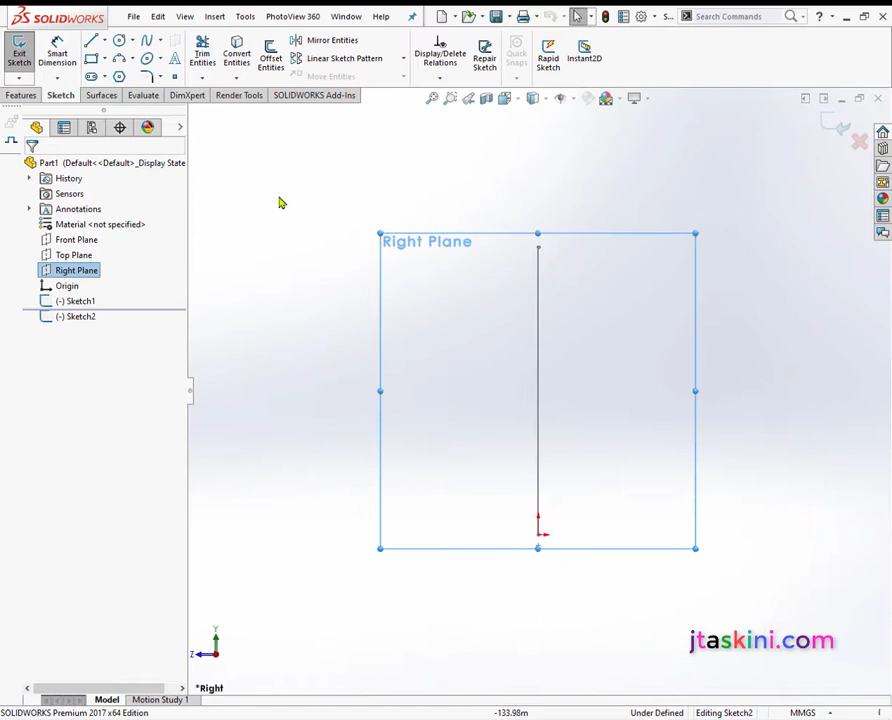 SOLIDWORKS File Edit View Insert Tools PhotoView 360 Window Help S... Search Commands
Exit Sketch
Smart Dimension
Trim Entities
Convert Entities
Offset Entities
Mirror Entities
Linear Sketch Pattern
Move Entities
Display/Delete Relations
Repair Sketch
Quick Snaps
Rapid Sketch
Instant2D
Features Sketch Surfaces Evaluate DimXpert Render Tools SOLIDWORKS Add-Ins
Part1 (Default<<Default>_Display State
History
Sensors
Annotations
Material <not specified>
Front Plane
Top Plane
Right Plane
Origin
(-) Sketch1
(-) Sketch2
Right Plane
Y
Z
*Right
jtaskini.com
Model Motion Study 1
SOLIDWORKS Premium 2017 x64 Edition -133.98m Under Defined Editing Sketch2 MMGS